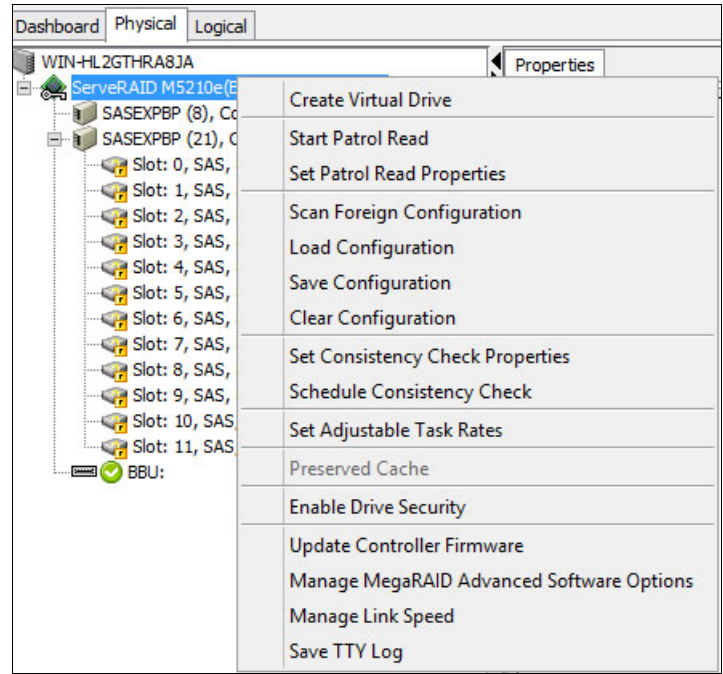 Dashboard Physical Logical
WIN-HL2GTHRA8JA
Properties
ServeRAID M5210e(
SASEXPBP (8),
SASEXPBP (21),
Slot: 0, SAS,
Slot: 1, SAS,
Slot: 2, SAS,
Slot: 3, SAS,
Slot: 4, SAS,
Slot: 5, SAS,
Slot: 6, SAS,
Slot: 7, SAS,
Slot: 8, SAS,
Slot: 9, SAS,
Slot: 10, SAS
Slot: 11, SAS
BBU:
Create Virtual Drive
Start Patrol Read
Set Patrol Read Properties
Scan Foreign Configuration
Load Configuration
Save Configuration
Clear Configuration
Set Consistency Check Properties
Schedule Consistency Check
Set Adjustable Task Rates
Preserved Cache
Enable Drive Security
Update Controller Firmware
Manage MegaRAID Advanced Software Options
Manage Link Speed
Save TTY Log